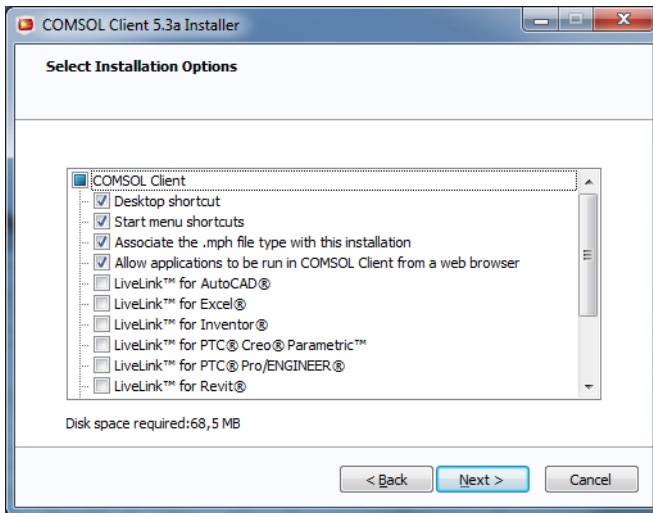 COMSOL Client 5.3a Installer
Select Installation Options
COMSOL Client
Desktop shortcut
Start menu shortcuts
Associate the .mph file type with this installation
Allow applications to be run in COMSOL Client from a web browser
LiveLink™ for AutoCAD®
LiveLink™ for Excel®
LiveLink™ for Inventor®
LiveLink™ for PTC® Creo® Parametric™
LiveLink™ for PTC® Pro/ENGINEER®
LiveLink™ for Revit®
Disk space required:68,5 MB
< Back Next > Cancel